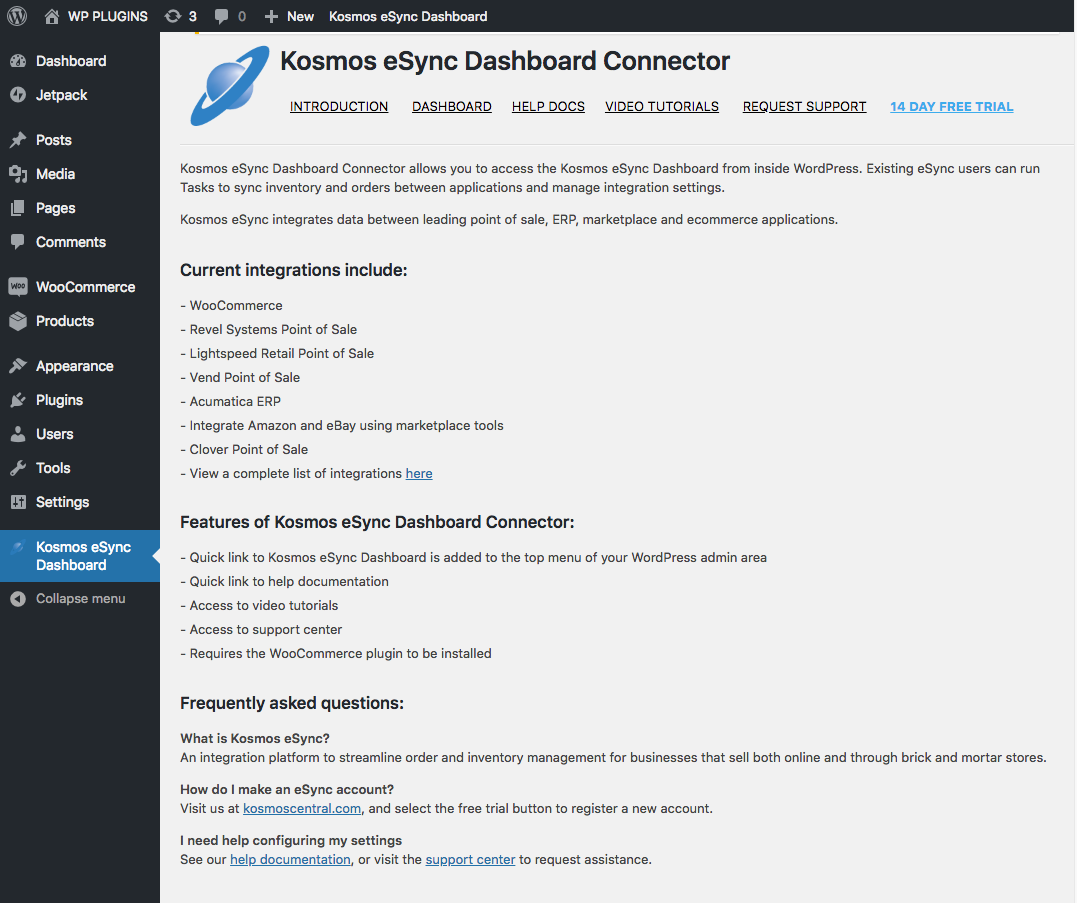 WP PLUGINS 3 0 New Kosmos eSync Dashboard
Dashboard
Jetpack
Posts
Media
Pages
Comments
WOO WooCommerce
Products
Appearance
Plugins
Users
Tools
Settings
Kosmos eSync
Dashboard
Collapse menu
Kosmos eSync Dashboard Connector
INTRODUCTION DASHBOARD HELP DOCS VIDEO TUTORIALS REQUEST SUPPORT 14 DAY FREE TRIAL
Kosmos eSync Dashboard Connector allows you to access the Kosmos eSync Dashboard from inside WordPress. Existing eSync users can run
Tasks to sync inventory and orders between applications and manage integration settings.
Kosmos eSync integrates data between leading point of sale, ERP, marketplace and ecommerce applications.
Current integrations include:
- WooCommerce
- Revel Systems Point of Sale
- Lightspeed Retail Point of Sale
- Vend Point of Sale
- Acumatica ERP
- Integrate Amazon and eBay using marketplace tools
- Clover Point of Sale
- View a complete list of integrations here
Features of Kosmos eSync Dashboard Connector:
- Quick link to Kosmos eSync Dashboard is added to the top menu of your WordPress admin area
- Quick link to help documentation
- Access to video tutorials
- Access to support center
- Requires the WooCommerce plugin to be installed
Frequently asked questions:
What is Kosmos eSync?
An integration platform to streamline order and inventory management for businesses that sell both online and through brick and mortar stores.
How do I make an eSync account?
Visit us at kosmoscentral.com, and select the free trial button to register a new account.
I need help configuring my settings
See our help documentation, or visit the support center to request assistance.